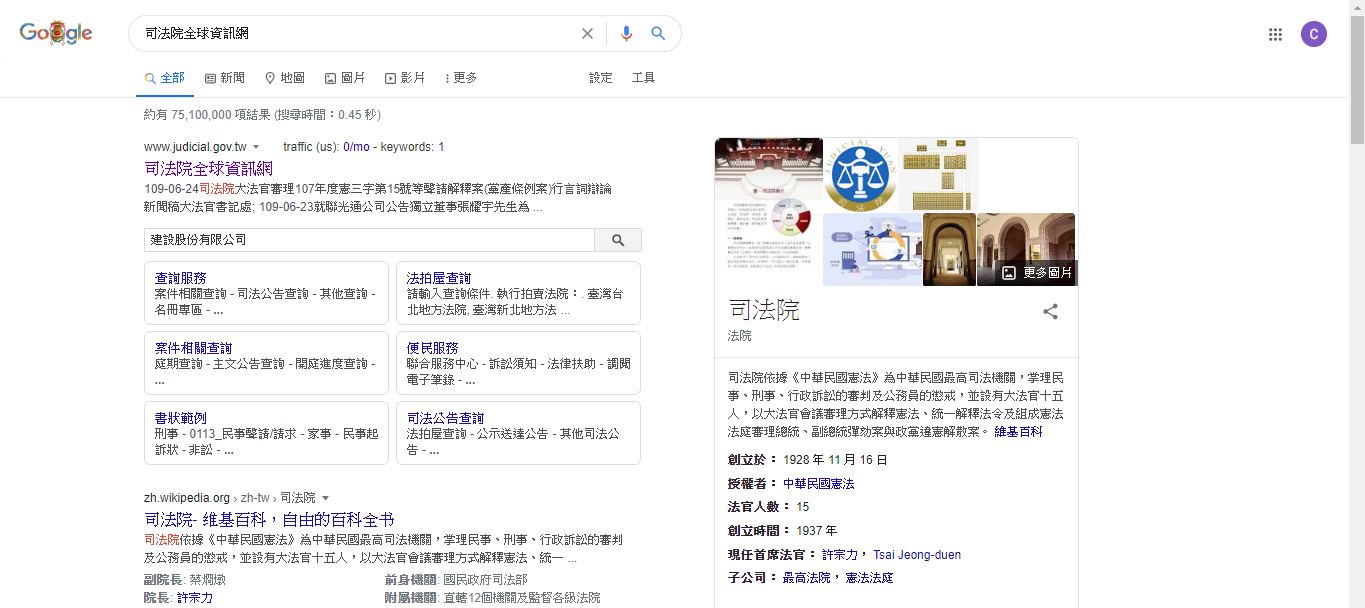 Google
司法院全球資訊網
C
全部 新聞 地圖 圖片 影片 更多 設定 工具
約有 75,100,000 項結果 (搜尋時間：0.45 秒)
www.judicial.gov.tw traffic (us): 0/mo - keywords: 1
司法院全球資訊網
109-06-24司法院大法官審理107年度憲三字第15號等聲請解釋案(黨產條例案)行言詞辯論
新聞稿大法官書記處; 109-06-23就聯光通公司公告獨立董事張耀宇先生為 ...
建設股份有限公司
查詢服務
案件相關查詢 - 司法公告查詢 - 其他查詢 -
名冊專區 - ...
法拍屋查詢
請輸入查詢條件. 執行拍賣法院：. 臺灣台
北地方法院, 臺灣新北地方法 ...
案件相關查詢
庭期查詢 - 主文公告查詢 - 開庭進度查詢 -
...
便民服務
聯合服務中心 - 訴訟須知 - 法律扶助 - 調閱
電子筆錄 - ...
書狀範例
刑事 - 0113_民事聲請/請求 - 家事 - 民事起
訴狀 - 非訟 - ...
司法公告查詢
法拍屋查詢 - 公示送達公告 - 其他司法公
告 - ...
zh.wikipedia.org › zh-tw › 司法院
司法院- 维基百科，自由的百科全书
司法院依據《中華民國憲法》為中華民國最高司法機關，掌理民事、刑事、行政訴訟的審判
及公務員的懲戒，並設有大法官十五人，以大法官會議審理方式解釋憲法、統一 ...
副院長: 蔡烱燉 前身機關: 國民政府司法部
院長: 許宗力 附屬機關: 直轄12個機關及監督各級法院
JUDICIAL YUAN
司法院
更多圖片
司法院
法院
司法院依據《中華民國憲法》為中華民國最高司法機關，掌理民
事、刑事、行政訴訟的審判及公務員的懲戒，並設有大法官十五
人，以大法官會議審理方式解釋憲法、統一解釋法令及組成憲法
法庭審理總統、副總統彈劾案與政黨違憲解散案。 維基百科
創立於： 1928 年 11 月 16 日
授權者： 中華民國憲法
法官人數： 15
創立時間： 1937 年
現任首席法官： 許宗力， Tsai Jeong-duen
子公司： 最高法院， 憲法法庭